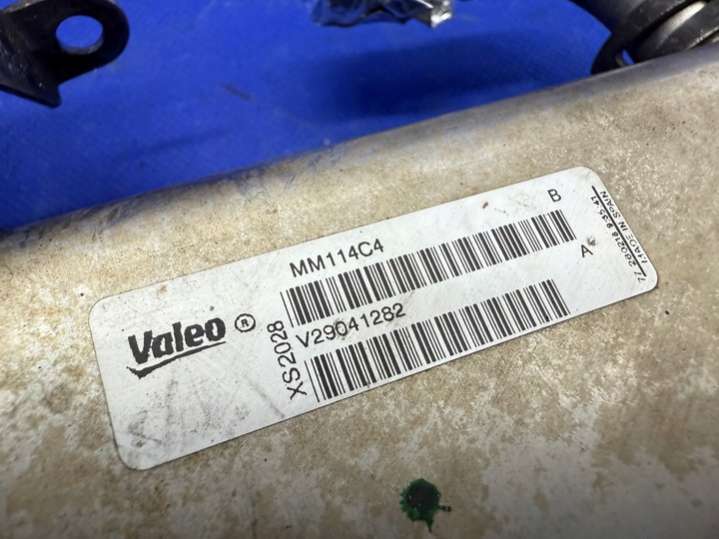 Valeo ®
XS2028
MM114C4
B
V29041282
A
MADE IN SPAIN